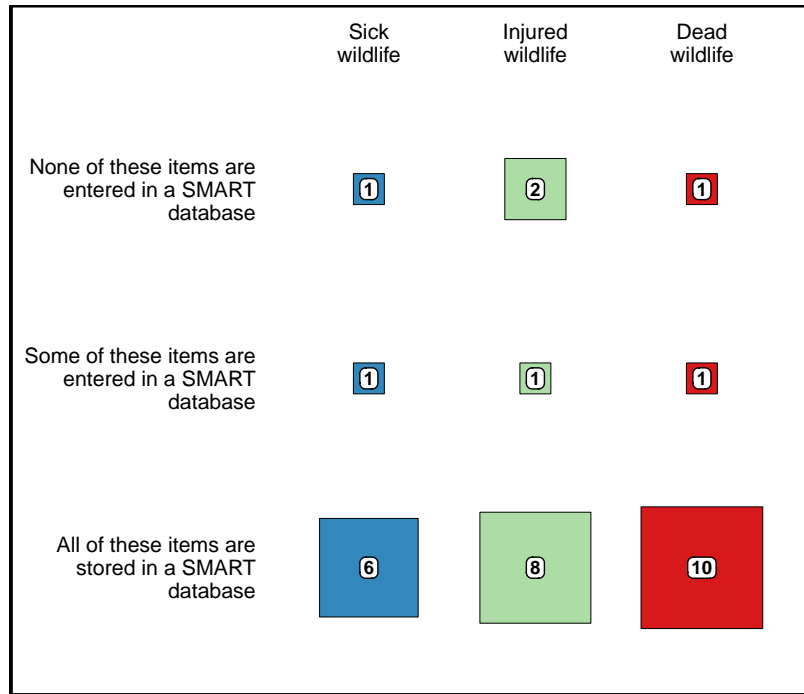 Sick
wildlife
Injured
wildlife
Dead
wildlife
None of these items are
entered in a SMART
database
1
2
1
Some of these items are
entered in a SMART
database
1
1
1
All of these items are
stored in a SMART
database
6
8
10